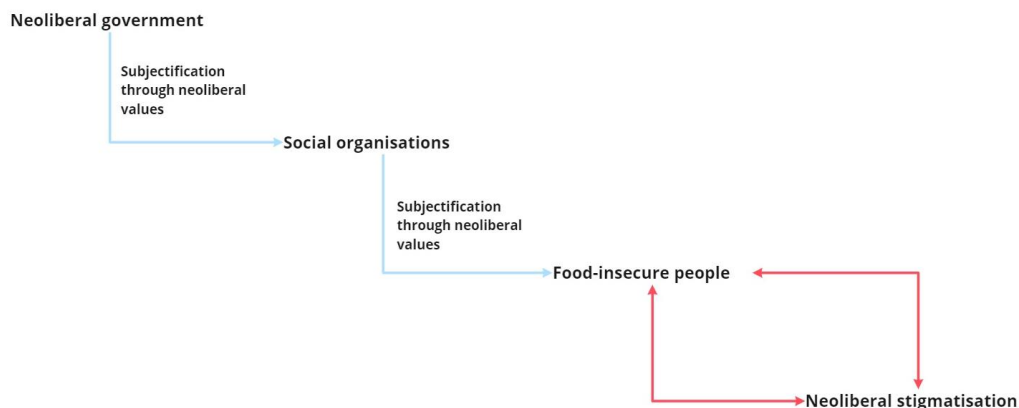 Neoliberal government
Subjectification
through neoliberal
values
Social organisations
Subjectification
through neoliberal
values
Food-insecure people
Neoliberal stigmatisation